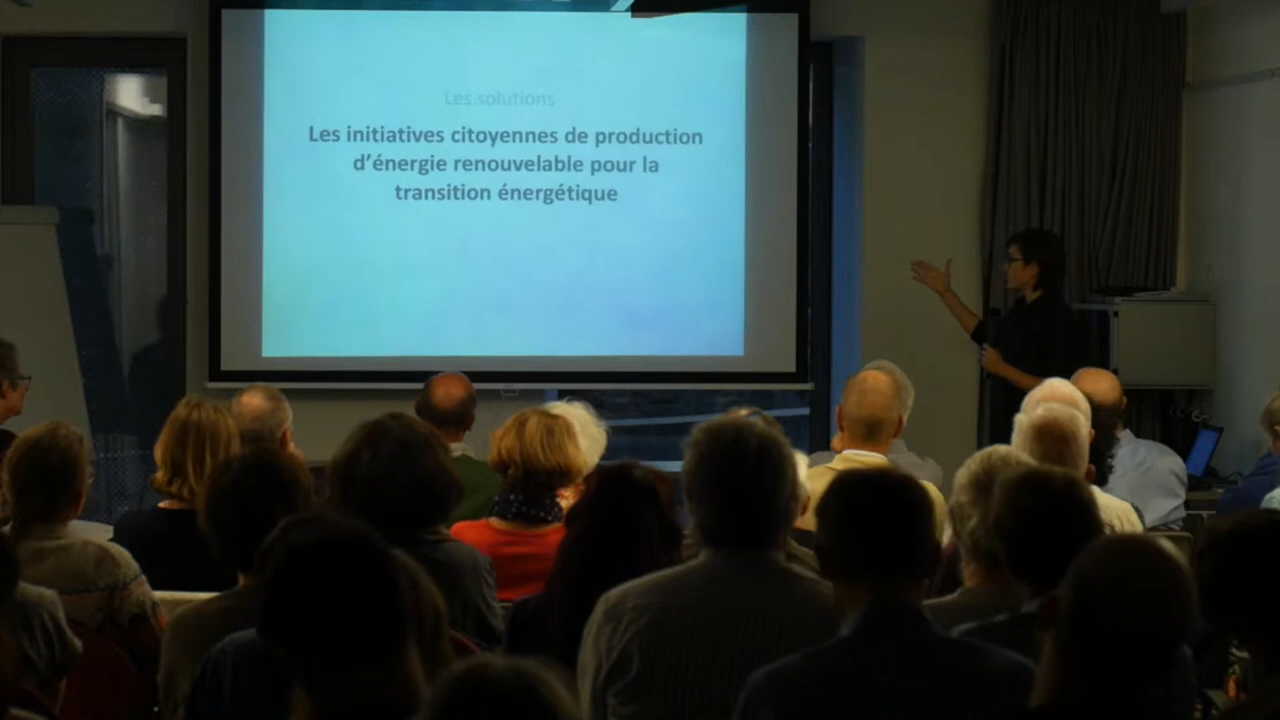 Les solutions
Les initiatives citoyennes de production
d’énergie renouvelable pour la
transition énergétique